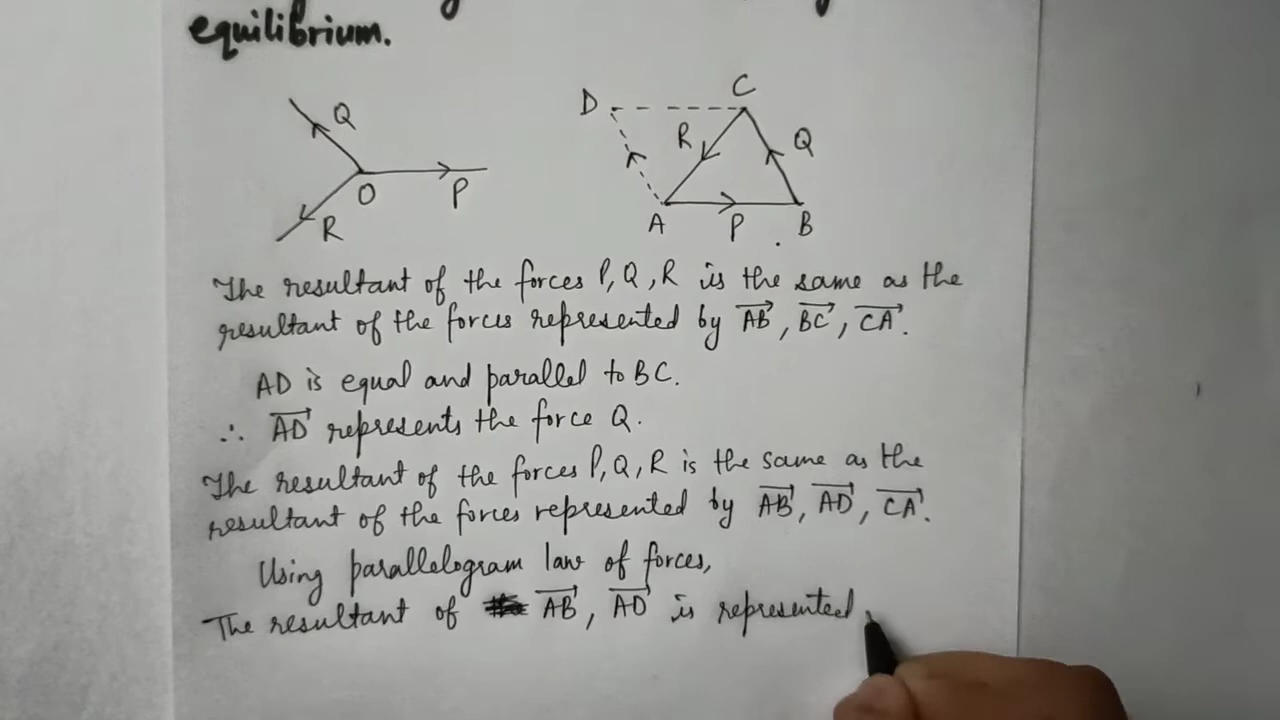 equilibrium.
Q
O
P
R
D
C
R
Q
A
P
B
The resultant of the forces P, Q, R is the same as the
resultant of the forces represented by AB, BC, CA.
AD is equal and parallel to BC.
∴ AD represents the force Q.
The resultant of the forces P, Q, R is the same as the
resultant of the forces represented by AB, AD, CA.
Using parallelogram law of forces,
The resultant of AB, AD is represented